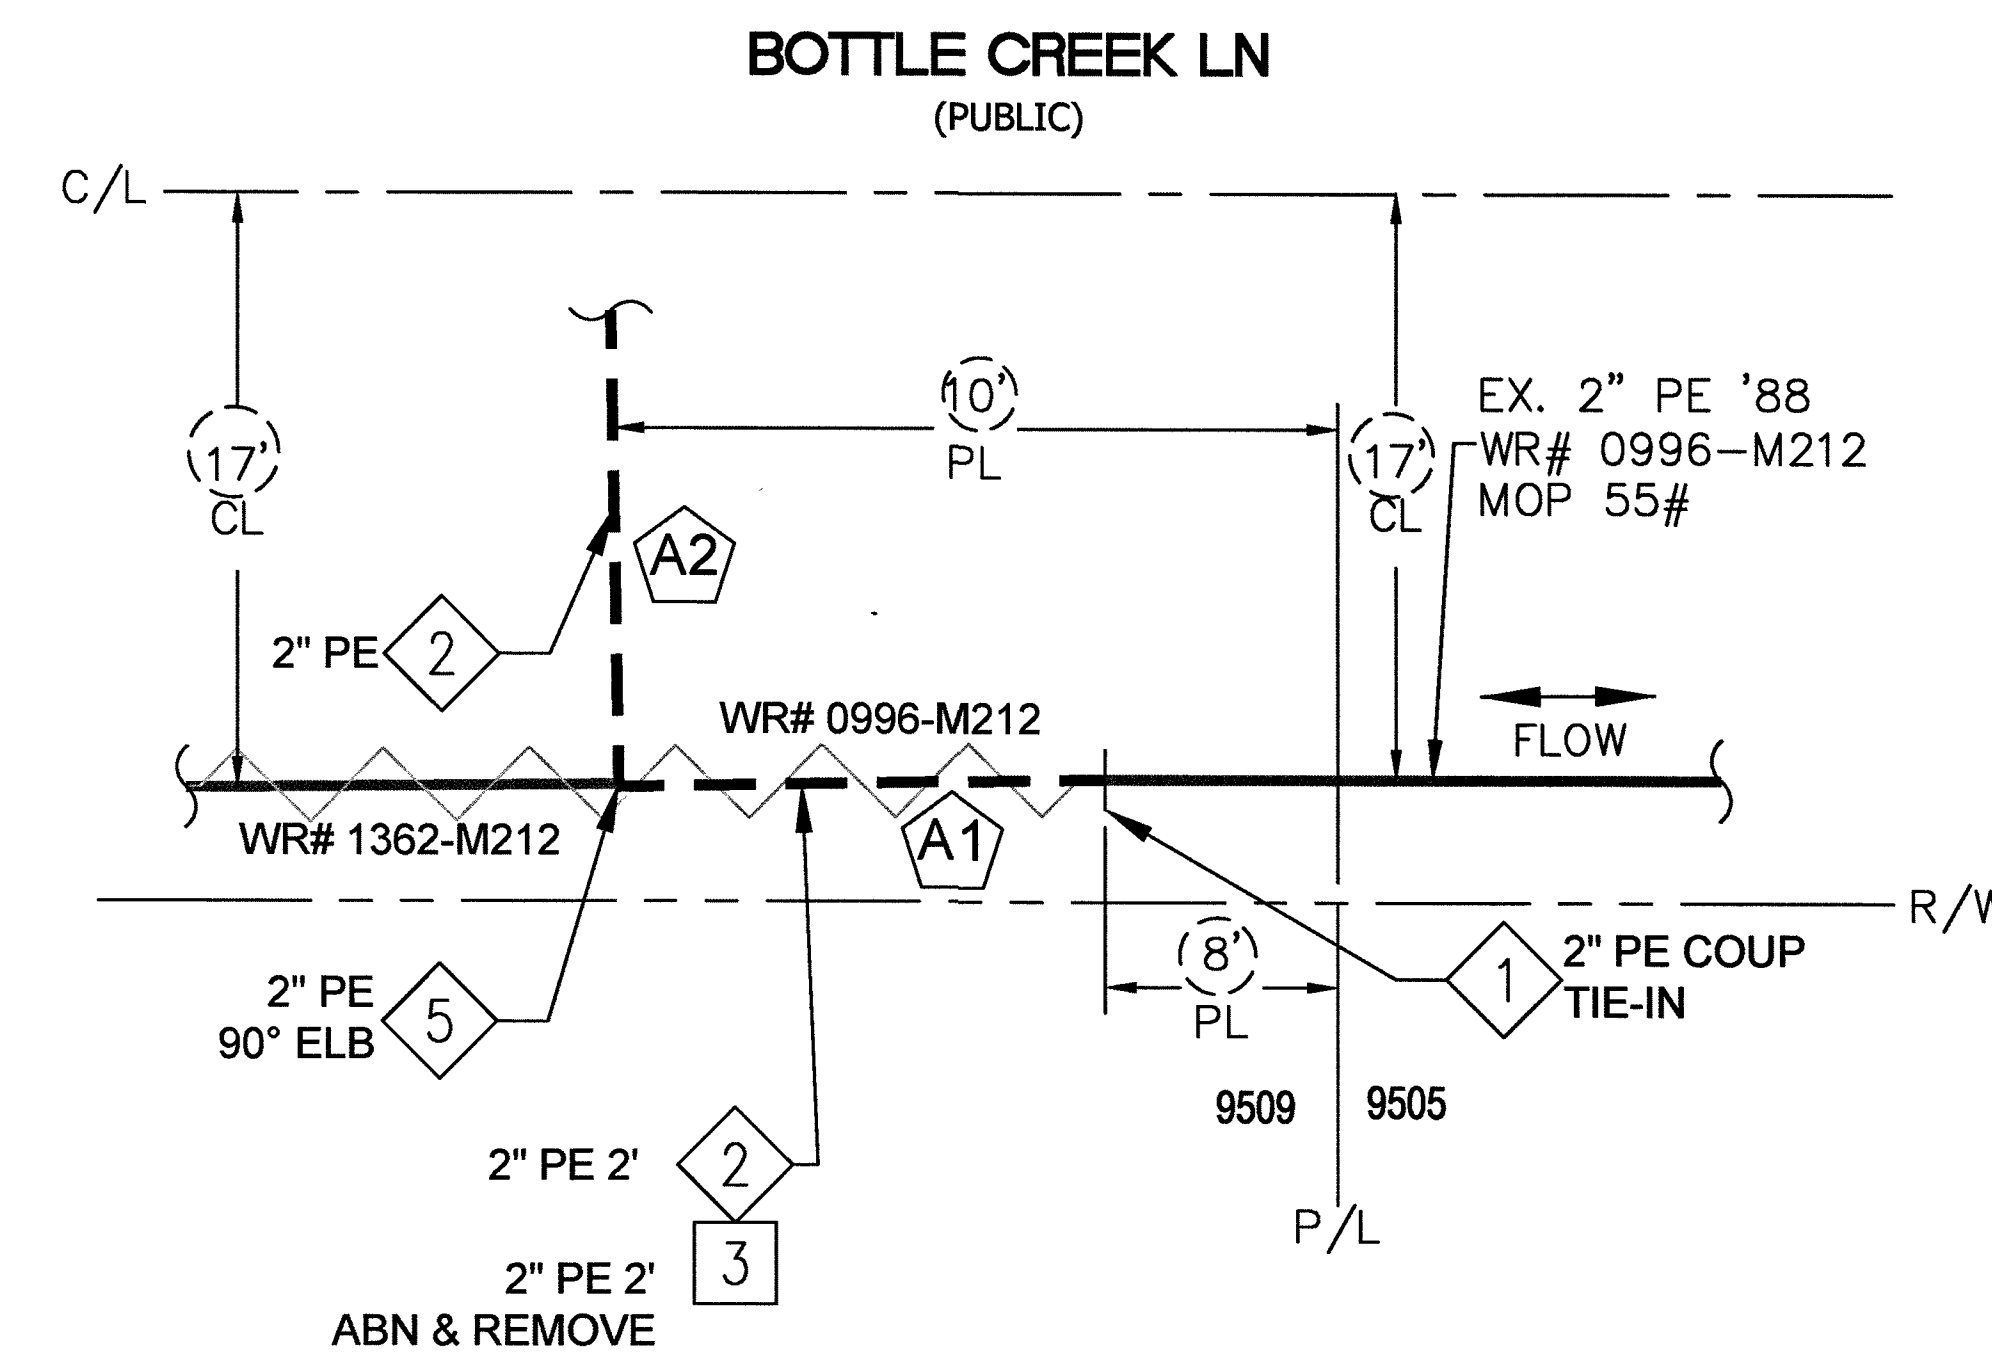 BOTTLE CREEK LN
(PUBLIC)
C/L
10'
PL
17'
CL
17'
CL
EX. 2" PE '88
WR# 0996-M212
MOP 55#
A2
2" PE
2
WR# 0996-M212
FLOW
WR# 1362-M212
A1
R/W
2" PE
90° ELB
5
8'
PL
1
2" PE COUP
TIE-IN
9509
9505
2" PE 2'
2
P/L
3
2" PE 2'
ABN & REMOVE